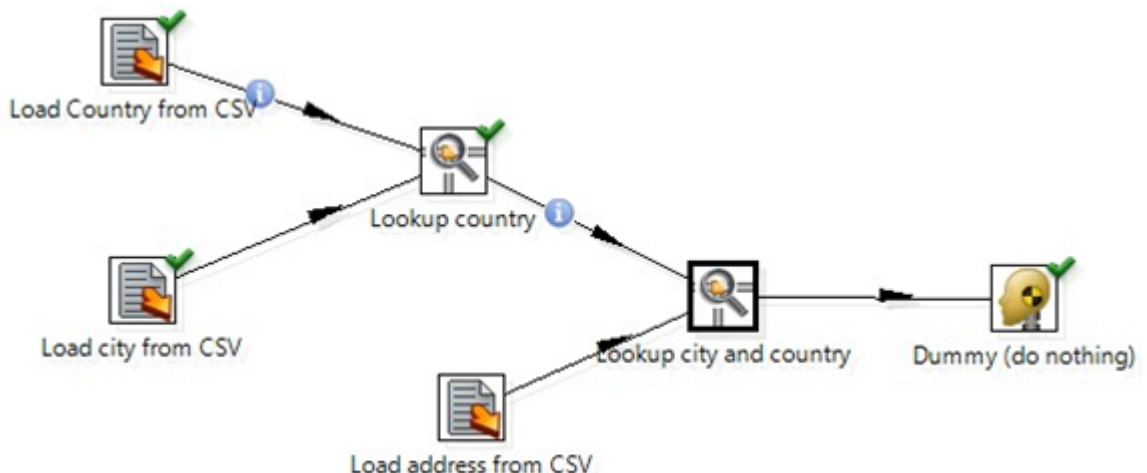 Load Country from CSV
Lookup country
Load city from CSV
Lookup city and country
Dummy (do nothing)
Load address from CSV